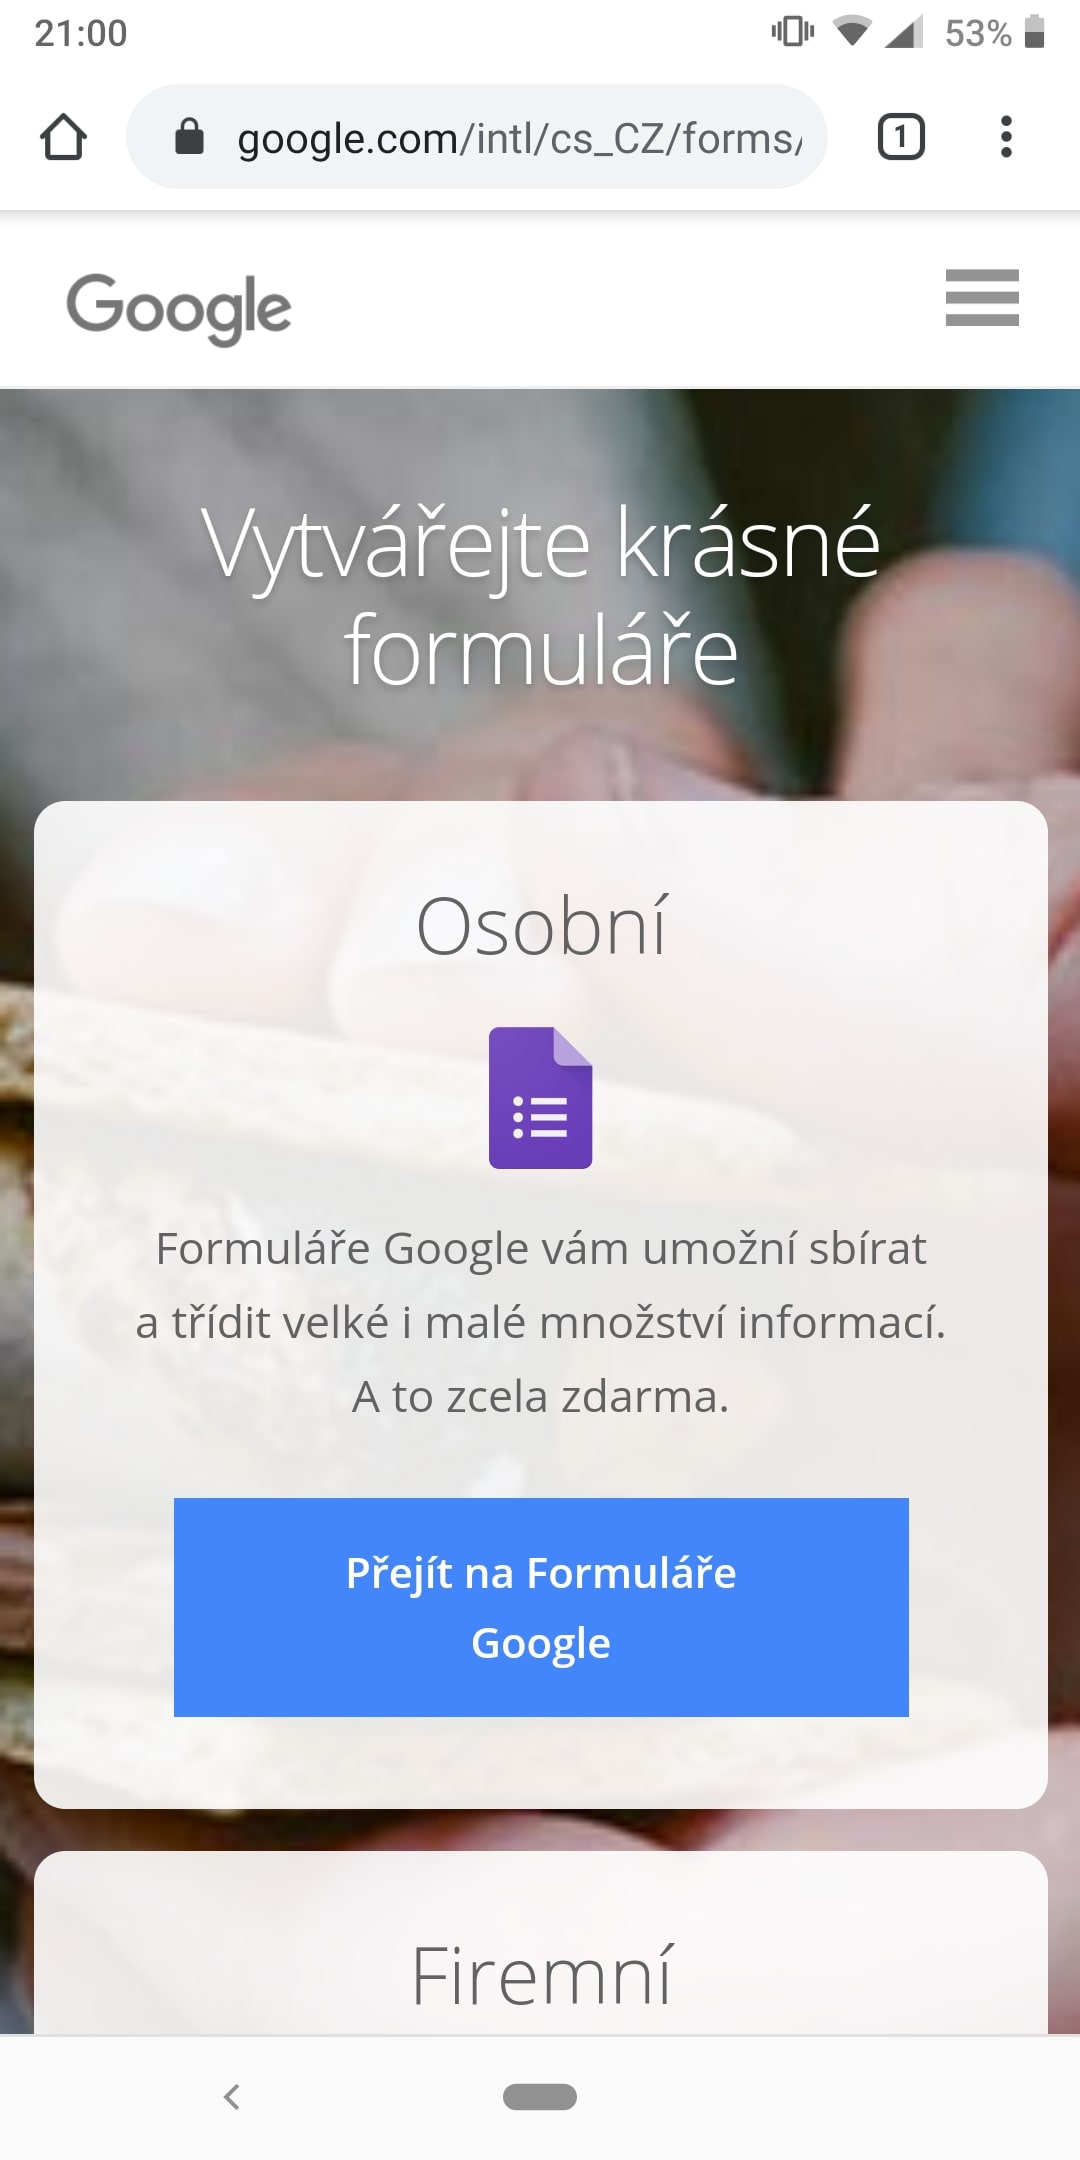 21:00
53%
google.com/intl/cs_CZ/forms/
1
Google
Vytvářejte krásné
formuláře
Osobní
Formuláře Google vám umožní sbírat
a třídit velké i malé množství informací.
A to zcela zdarma.
Přejít na Formuláře
Google
Firemní